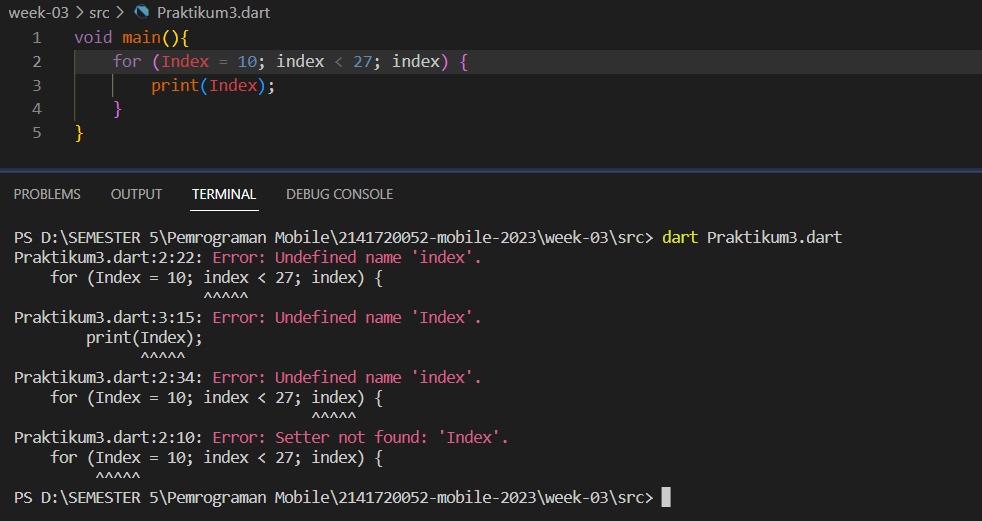 week-03 > src > Praktikum3.dart
1 void main(){
2 for (Index = 10; index < 27; index) {
3 print(Index);
4 }
5 }
PROBLEMS OUTPUT TERMINAL DEBUG CONSOLE
PS D:\SEMESTER 5\Pemrograman Mobile\2141720052-mobile-2023\week-03\src> dart Praktikum3.dart
Praktikum3.dart:2:22: Error: Undefined name 'index'.
for (Index = 10; index < 27; index) {
^^^^^
Praktikum3.dart:3:15: Error: Undefined name 'Index'.
print(Index);
^^^^^
Praktikum3.dart:2:34: Error: Undefined name 'index'.
for (Index = 10; index < 27; index) {
^^^^^
Praktikum3.dart:2:10: Error: Setter not found: 'Index'.
for (Index = 10; index < 27; index) {
^^^^^
PS D:\SEMESTER 5\Pemrograman Mobile\2141720052-mobile-2023\week-03\src>